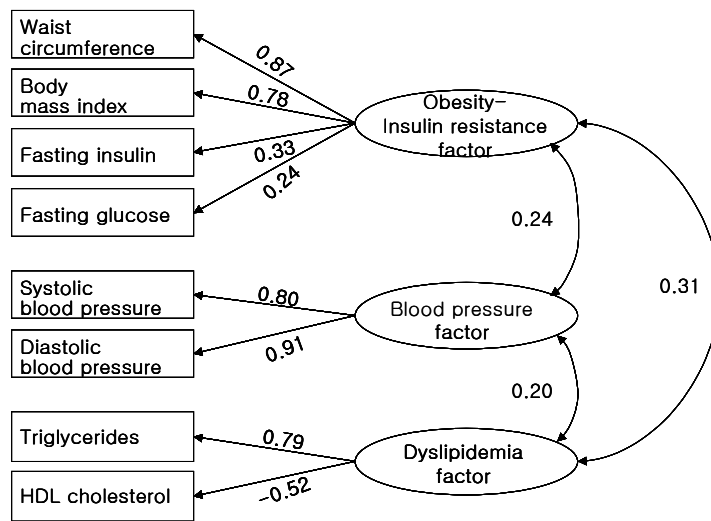 Waist
circumference
0.87
Body
mass index
0.78
Obesity-
Insulin resistance
factor
Fasting insulin
0.33
0.24
Fasting glucose
0.24
0.31
Systolic
blood pressure
0.80
Blood pressure
factor
Diastolic
blood pressure
0.91
0.20
Triglycerides
0.79
Dyslipidemia
factor
HDL cholesterol
-0.52